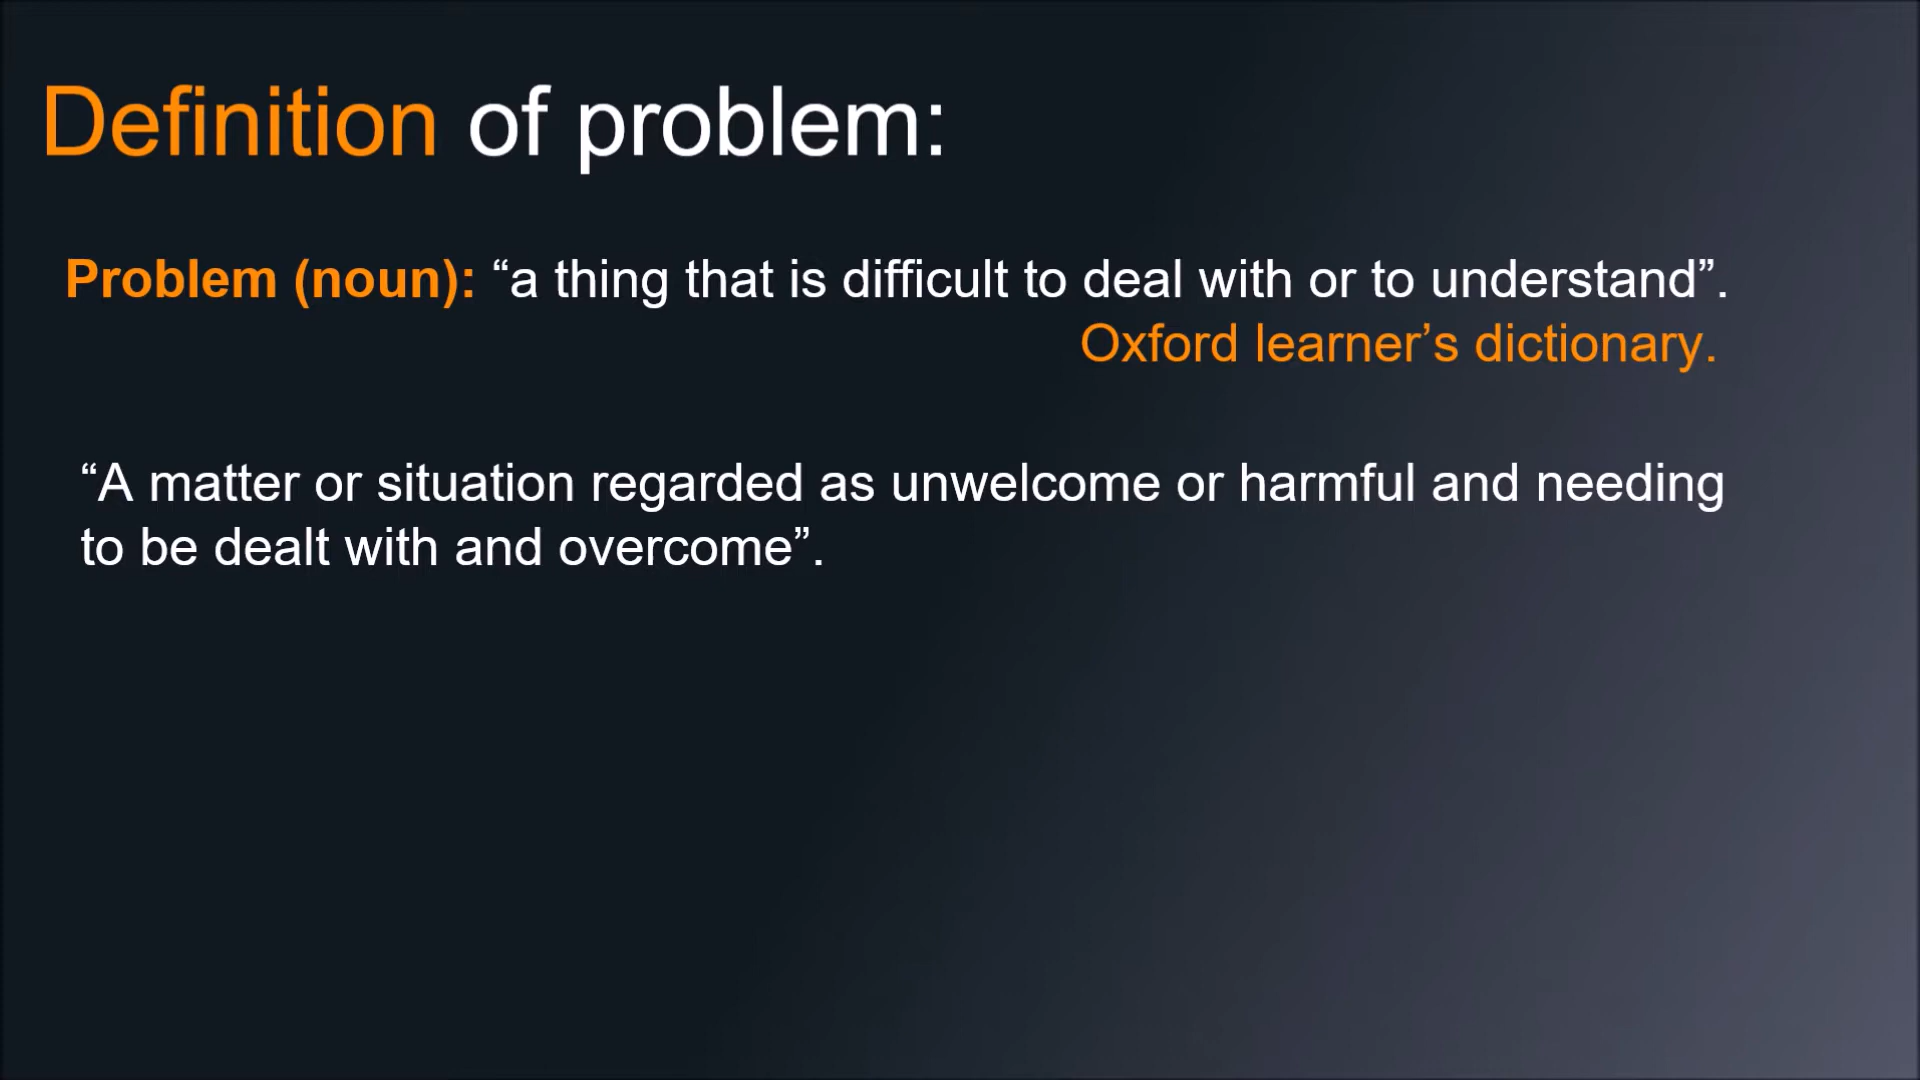 Definition of problem:
Problem (noun): “a thing that is difficult to deal with or to understand”.
Oxford learner’s dictionary.
“A matter or situation regarded as unwelcome or harmful and needing
to be dealt with and overcome”.